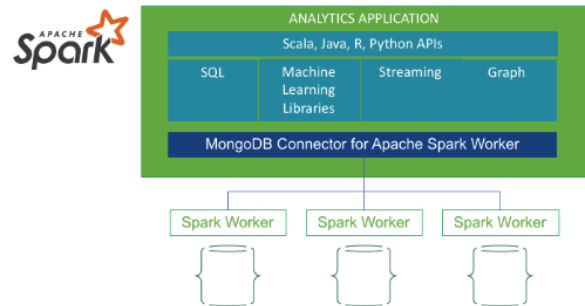 APACHE
Spark
ANALYTICS APPLICATION
Scala, Java, R, Python APIs
SQL
Machine
Learning
Libraries
Streaming
Graph
MongoDB Connector for Apache Spark Worker
Spark Worker
Spark Worker
Spark Worker